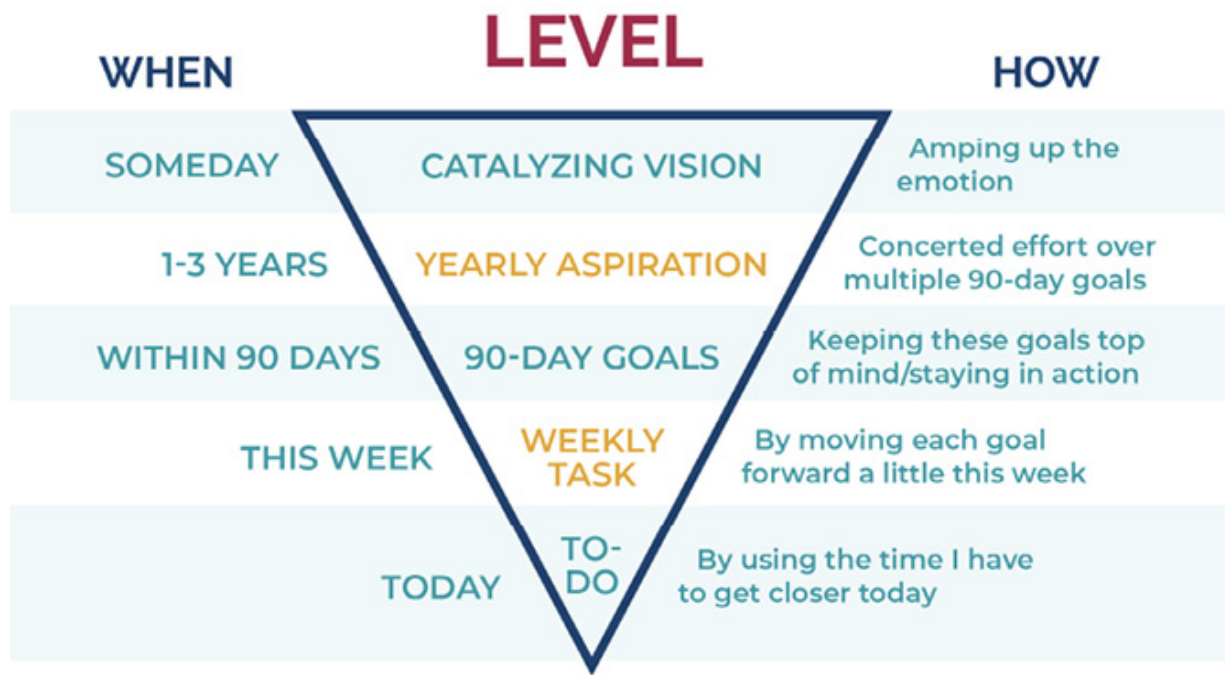 WHEN
LEVEL
HOW
SOMEDAY
CATALYZING VISION
Amping up the
emotion
1-3 YEARS
YEARLY ASPIRATION
Concerted effort over
multiple 90-day goals
WITHIN 90 DAYS
90-DAY GOALS
Keeping these goals top
of mind/staying in action
THIS WEEK
WEEKLY
TASK
By moving each goal
forward a little this week
TODAY
TO-
DO
By using the time I have
to get closer today